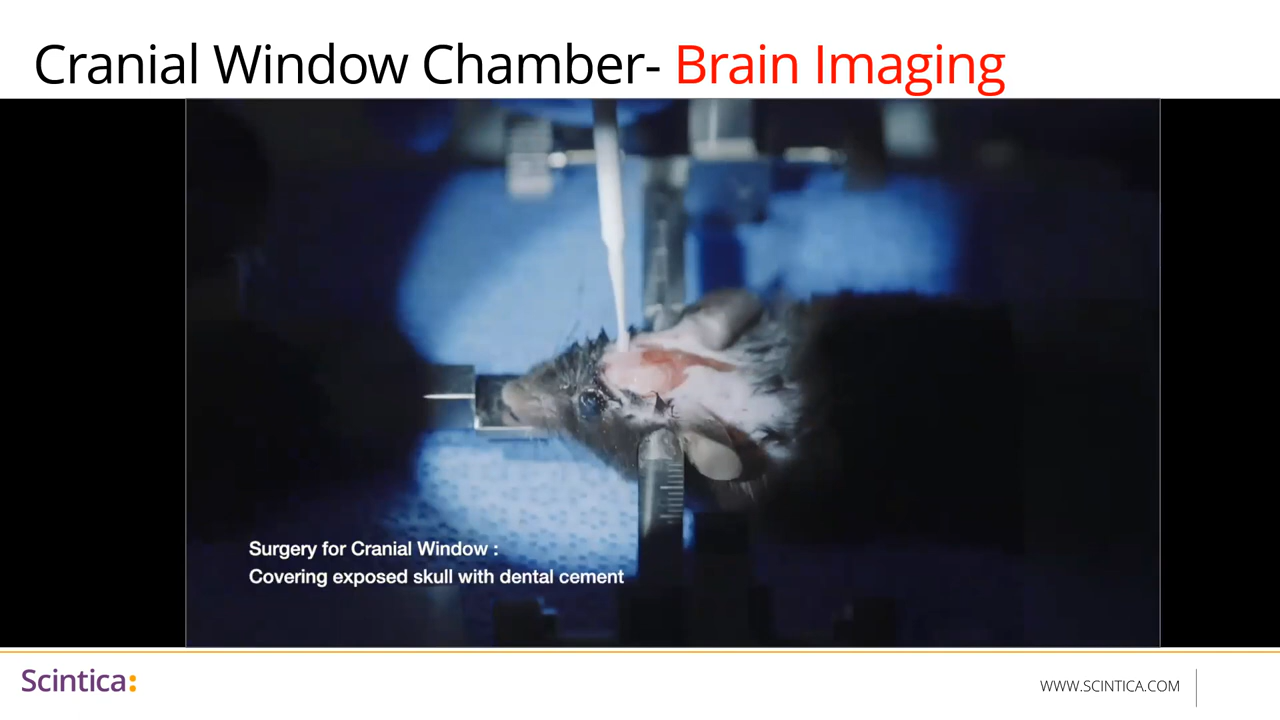 Cranial Window Chamber- Brain Imaging
Surgery for Cranial Window :
Covering exposed skull with dental cement
Scintica:
WWW.SCINTICA.COM